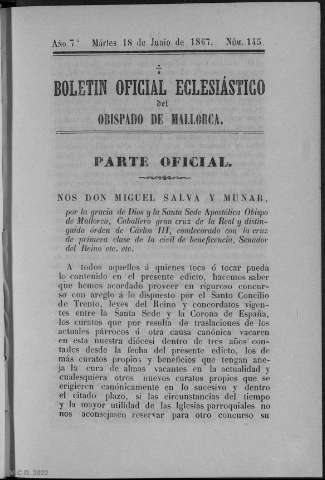 Año 7º Mártes 18 de Junio de 1867. Núm. 145
BOLETIN OFICIAL ECLESIÁSTICO
del
OBISPADO DE MALLORCA.
PARTE OFICIAL.
NOS DON MIGUEL SALVA Y MUNAR,
por la gracia de Dios y la Santa Sede Apostólica Obispo
de Mallorca, Caballero gran cruz de la Real y distin-
guida órden de Cárlos III, condecorado con la cruz
de primera clase de la civil de beneficencia, Senador
del Reino etc. etc.
A todos aquellos á quienes toca ó tocar pueda
lo contenido en el presente edicto, hacemos saber
que hemos acordado proveer en riguroso concur-
so con arreglo á lo dispuesto por el Santo Concilio
de Trento, leyes del Reino y concordatos vigen-
tes entre la Santa Sede y la Corona de España,
los curatos que por resulta de traslaciones de los
actuales párrocos ó otra causa canónica vacaren
en esta nuestra diócesi dentro de tres años con-
tados desde la fecha del presente edicto, los de
más curatos propios y beneficios que tengan ane-
ja la cura de almas vacantes en la actualidad y
cualesquiera otros nuevos curatos propios que se
erigieren canónicamente en lo sucesivo y dentro
el citado plazo, si las circunstancias del tiempo
y la mayor utilidad de las Iglesias parroquiales no
nos aconsejasen reservar para otro concurso su
C.D. 2022